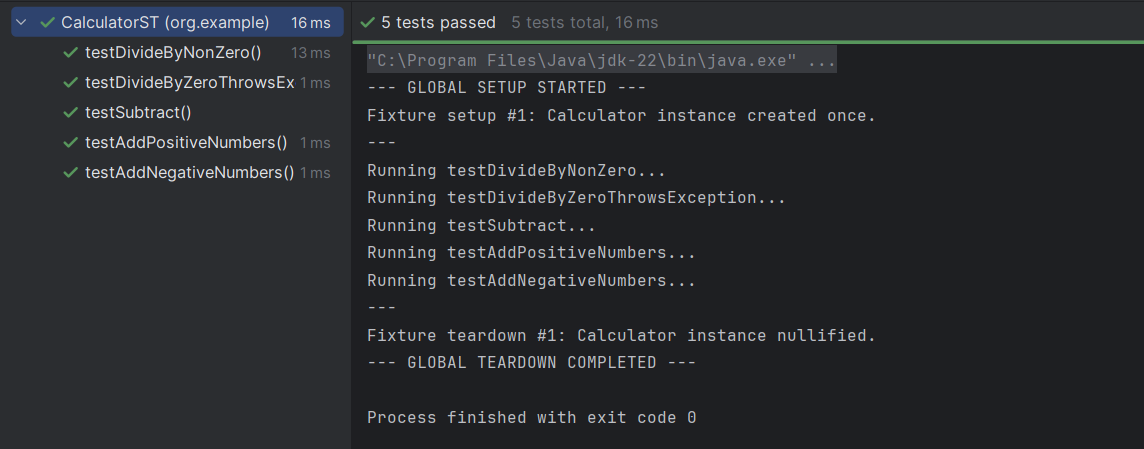 CalculatorST (org.example) 16 ms
testDivideByNonZero() 13 ms
testDivideByZeroThrowsEx 1 ms
testSubtract()
testAddPositiveNumbers() 1 ms
testAddNegativeNumbers() 1 ms
5 tests passed 5 tests total, 16 ms
"C:\Program Files\Java\jdk-22\bin\java.exe" ...
--- GLOBAL SETUP STARTED ---
Fixture setup #1: Calculator instance created once.
---
Running testDivideByNonZero...
Running testDivideByZeroThrowsException...
Running testSubtract...
Running testAddPositiveNumbers...
Running testAddNegativeNumbers...
---
Fixture teardown #1: Calculator instance nullified.
--- GLOBAL TEARDOWN COMPLETED ---
Process finished with exit code 0